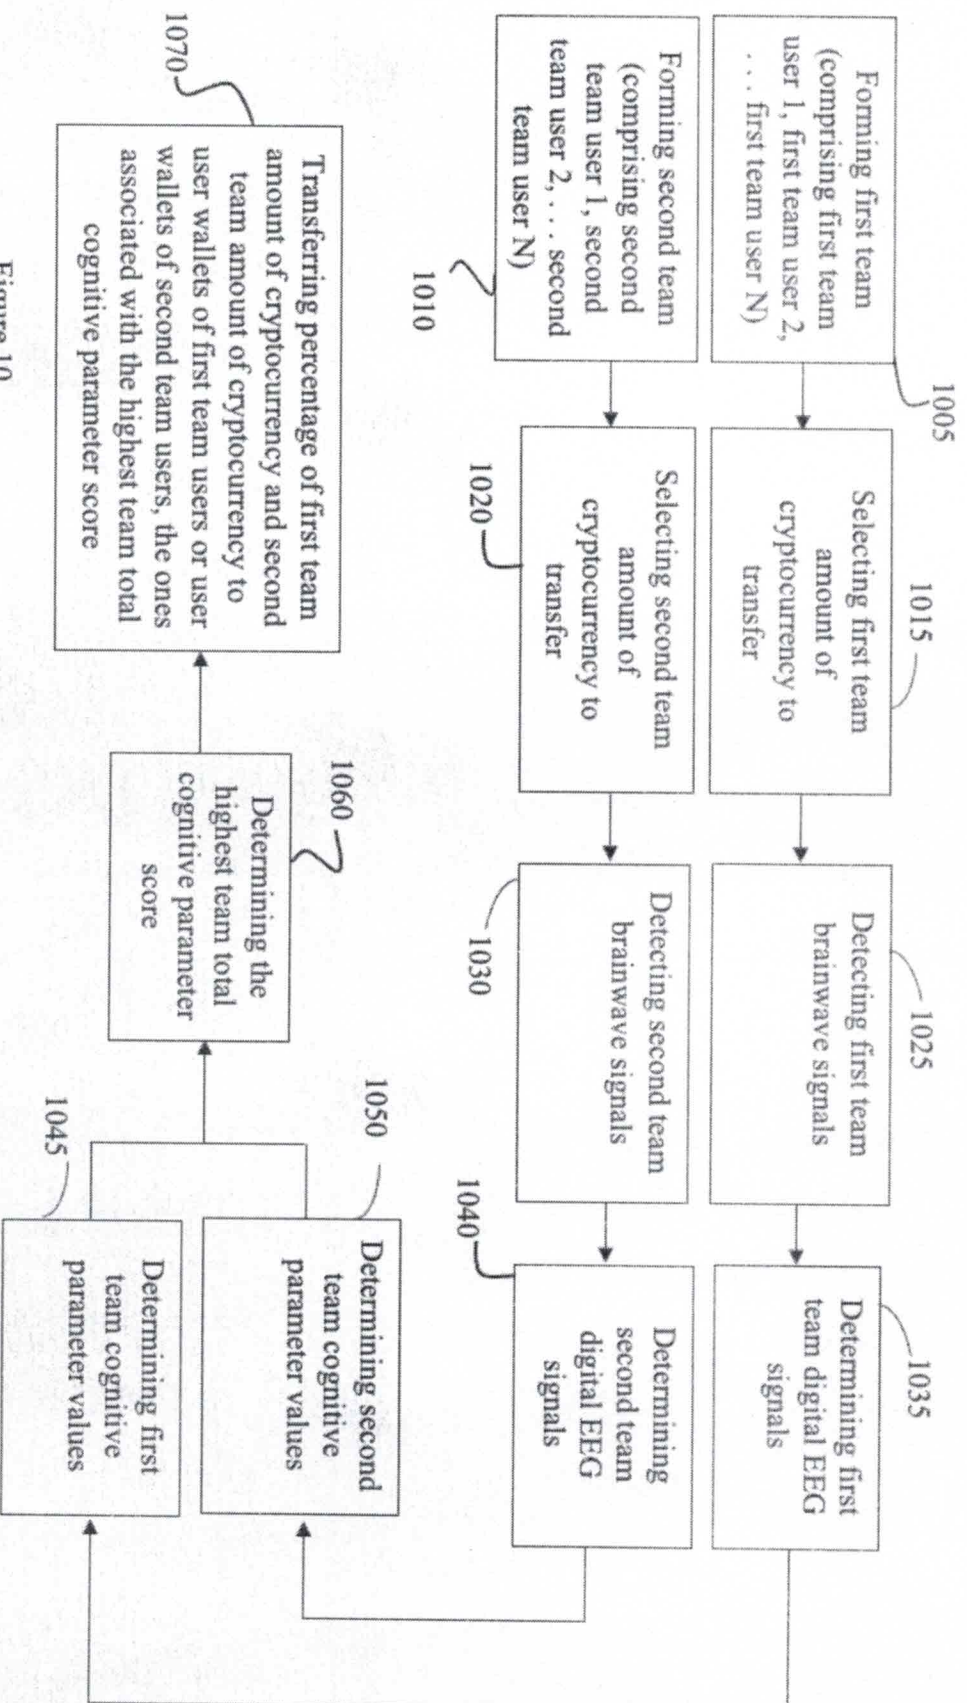 1005
Forming first team
(comprising first team
user 1, first team user 2,
. . . first team user N)
1015
Selecting first team
amount of
cryptocurrency to
transfer
1025
Detecting first team
brainwave signals
1035
Determining first
team digital EEG
signals
Forming second team
(comprising second
team user 1, second
team user 2, . . . second
team user N)
1010
Selecting second team
amount of
cryptocurrency to
transfer
1020
Detecting second team
brainwave signals
1030
Determining
second team
digital EEG
signals
1040
1050
Determining second
team cognitive
parameter values
1045
Determining first
team cognitive
parameter values
1060
Determining the
highest team total
cognitive parameter
score
1070
Transferring percentage of first team
amount of cryptocurrency and second
team amount of cryptocurrency to
user wallets of first team users or user
wallets of second team users, the ones
associated with the highest team total
cognitive parameter score
Figure 10